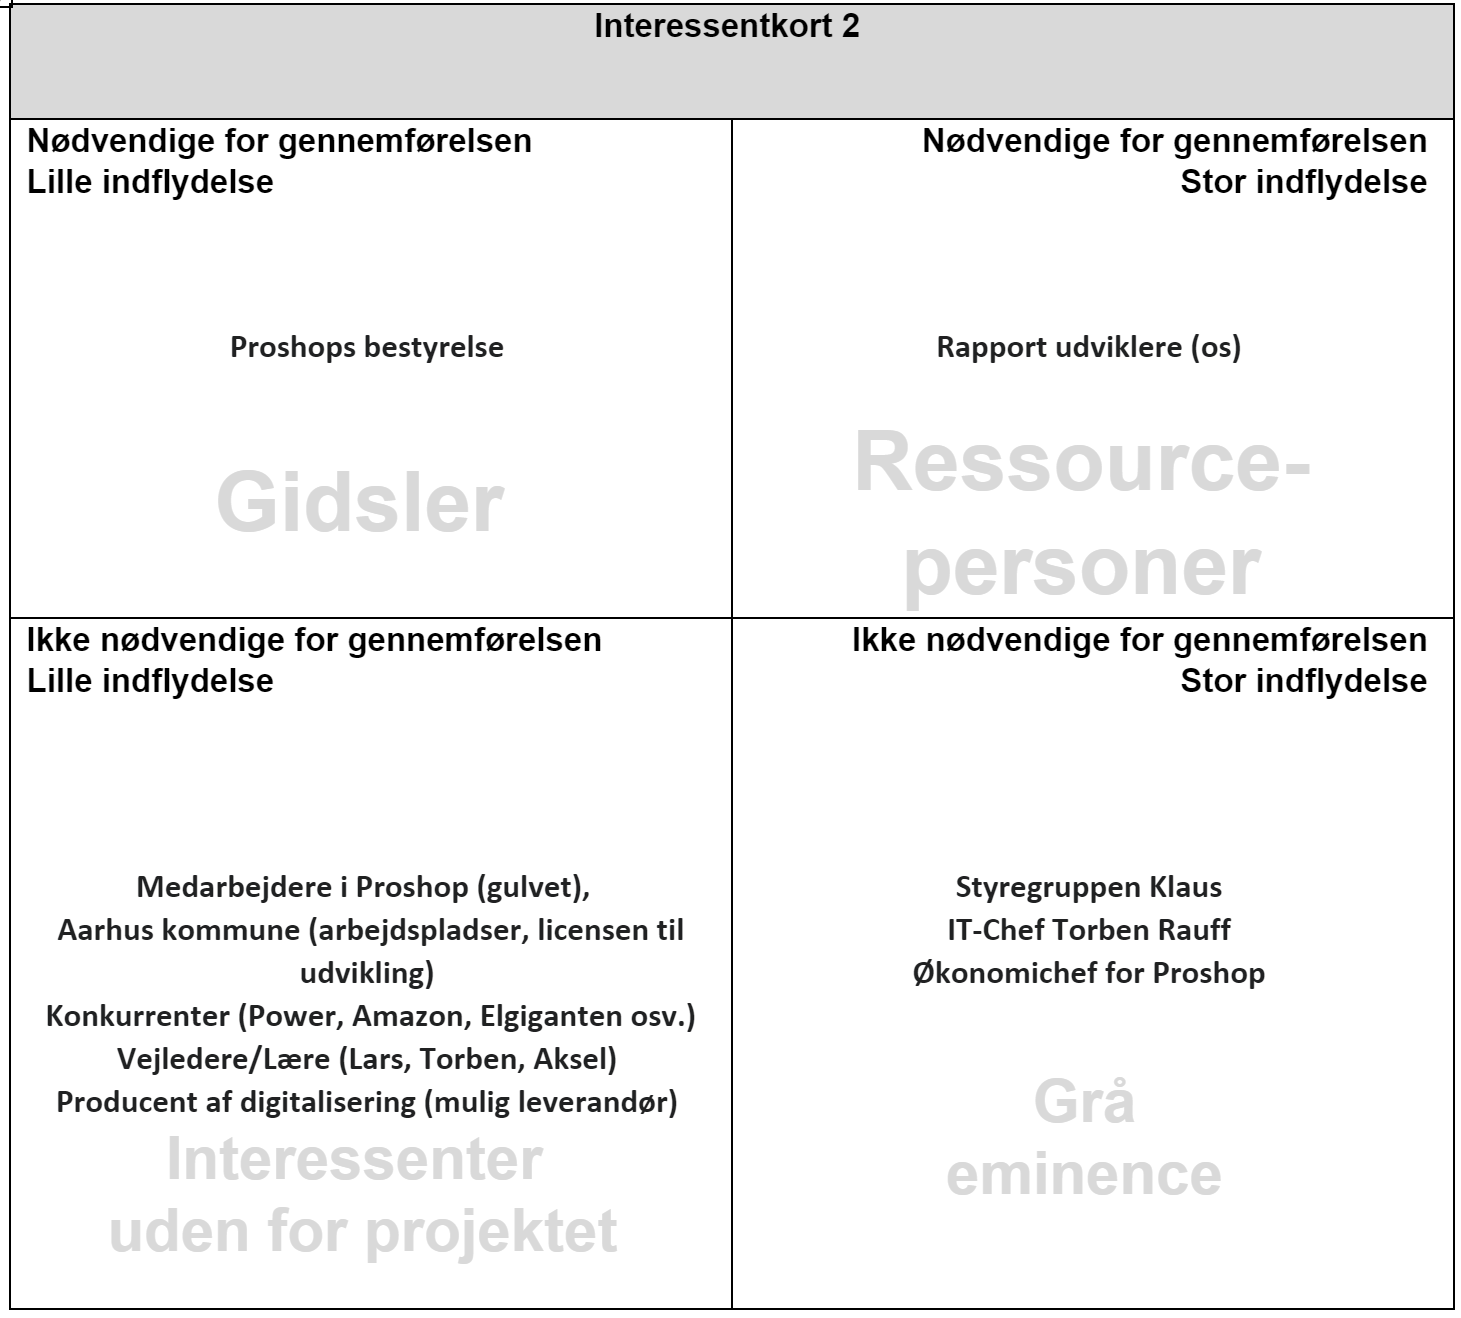 Interessentkort 2
Nødvendige for gennemførelsen
Lille indflydelse
Proshops bestyrelse
Gidsler
Nødvendige for gennemførelsen
Stor indflydelse
Rapport udviklere (os)
Ressource-
personer
Ikke nødvendige for gennemførelsen
Lille indflydelse
Medarbejdere i Proshop (gulvet),
Aarhus kommune (arbejdspladser, licensen til
udvikling)
Konkurrenter (Power, Amazon, Elgiganten osv.)
Vejledere/Lære (Lars, Torben, Aksel)
Producent af digitalisering (mulig leverandør)
Interessenter
uden for projektet
Ikke nødvendige for gennemførelsen
Stor indflydelse
Styregruppen Klaus
IT-Chef Torben Rauff
Økonomichef for Proshop
Grå
eminence